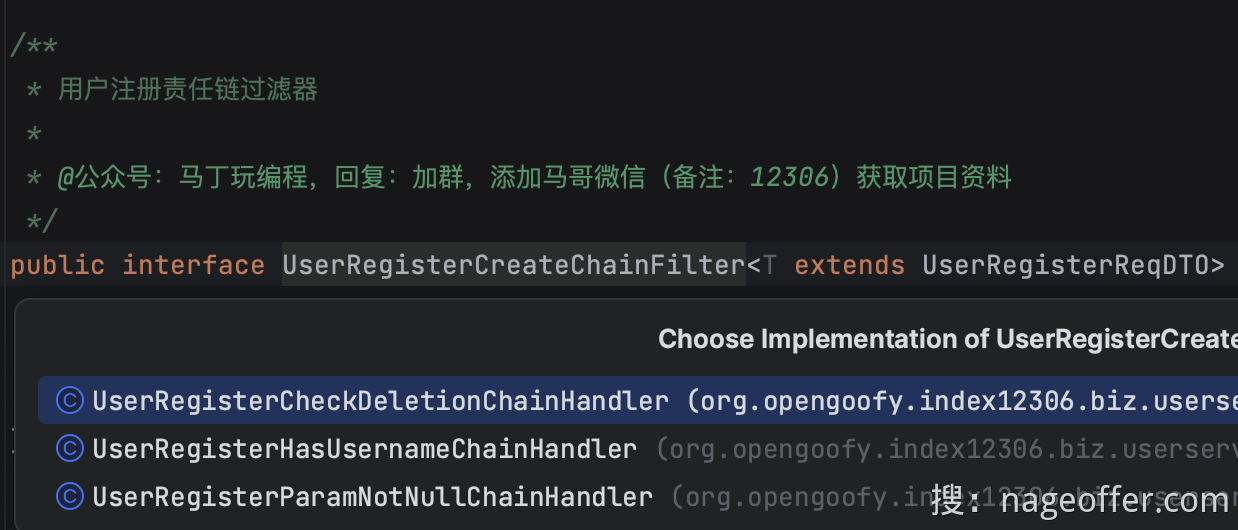 /**
* 用户注册责任链过滤器
*
* @公众号：马丁玩编程，回复：加群，添加马哥微信（备注：12306）获取项目资料
*/
public interface UserRegisterCreateChainFilter<T extends UserRegisterReqDTO>
Choose Implementation of UserRegisterCreate
UserRegisterCheckDeletionChainHandler (org.opengoofy.index12306.biz.userse
UserRegisterHasUsernameChainHandler (org.opengoofy.index12306.biz.userserv
UserRegisterParamNotNullChainHandler (org.opengoofy.index12306.biz.userser
搜：nageoffer.com